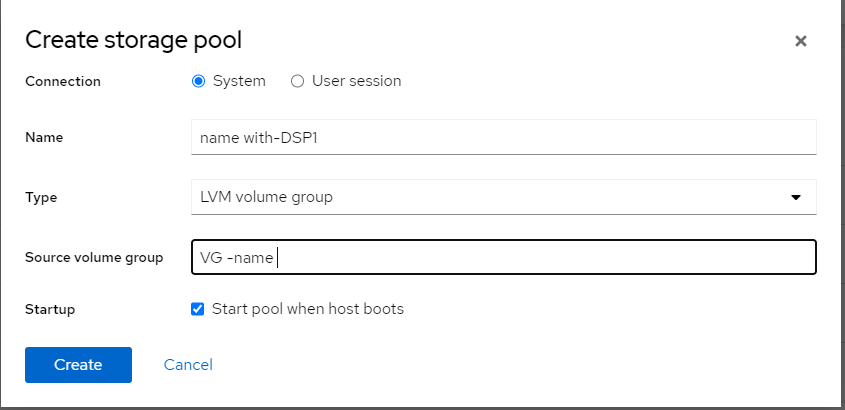 Create storage pool
Connection System User session
Name name with-DSP1
Type LVM volume group
Source volume group VG -name
Startup Start pool when host boots
Create Cancel